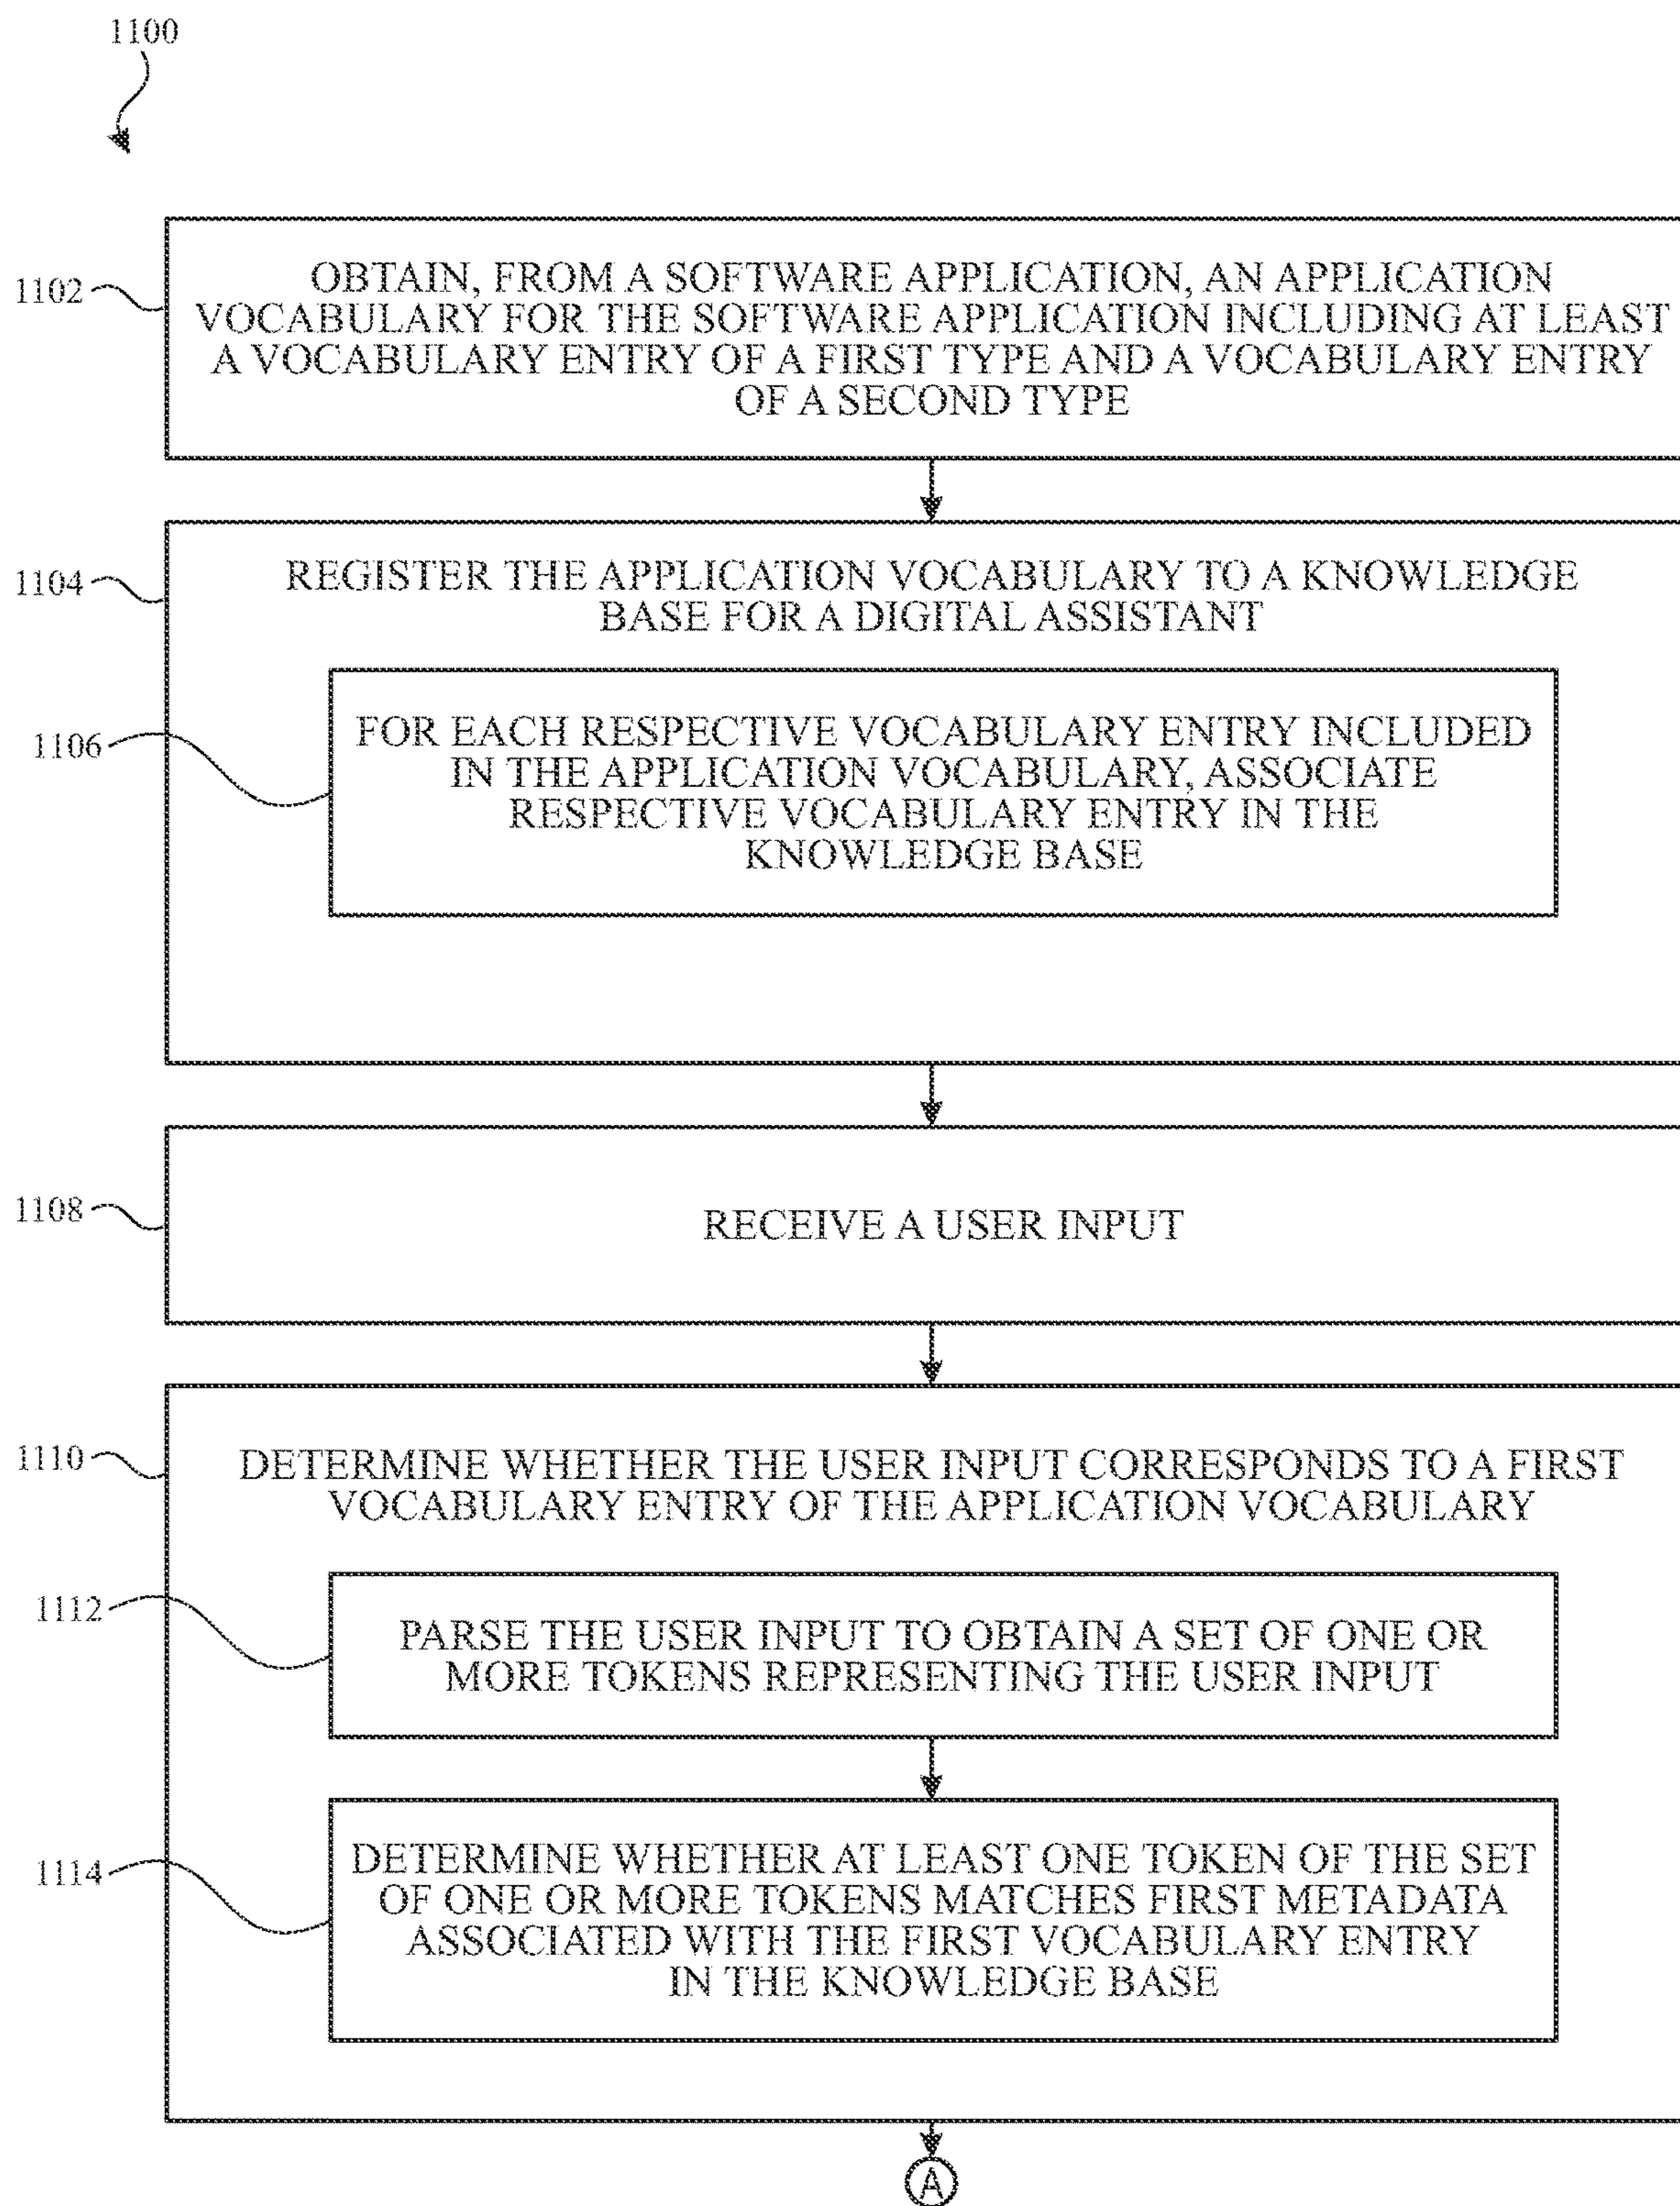 1100
1102
OBTAIN, FROM A SOFTWARE APPLICATION, AN APPLICATION
VOCABULARY FOR THE SOFTWARE APPLICATION INCLUDING AT LEAST
A VOCABULARY ENTRY OF A FIRST TYPE AND A VOCABULARY ENTRY
OF A SECOND TYPE
1104
REGISTER THE APPLICATION VOCABULARY TO A KNOWLEDGE
BASE FOR A DIGITAL ASSISTANT
1106
FOR EACH RESPECTIVE VOCABULARY ENTRY INCLUDED
IN THE APPLICATION VOCABULARY, ASSOCIATE
RESPECTIVE VOCABULARY ENTRY IN THE
KNOWLEDGE BASE
1108
RECEIVE A USER INPUT
1110
DETERMINE WHETHER THE USER INPUT CORRESPONDS TO A FIRST
VOCABULARY ENTRY OF THE APPLICATION VOCABULARY
1112
PARSE THE USER INPUT TO OBTAIN A SET OF ONE OR
MORE TOKENS REPRESENTING THE USER INPUT
1114
DETERMINE WHETHER AT LEAST ONE TOKEN OF THE SET
OF ONE OR MORE TOKENS MATCHES FIRST METADATA
ASSOCIATED WITH THE FIRST VOCABULARY ENTRY
IN THE KNOWLEDGE BASE
A